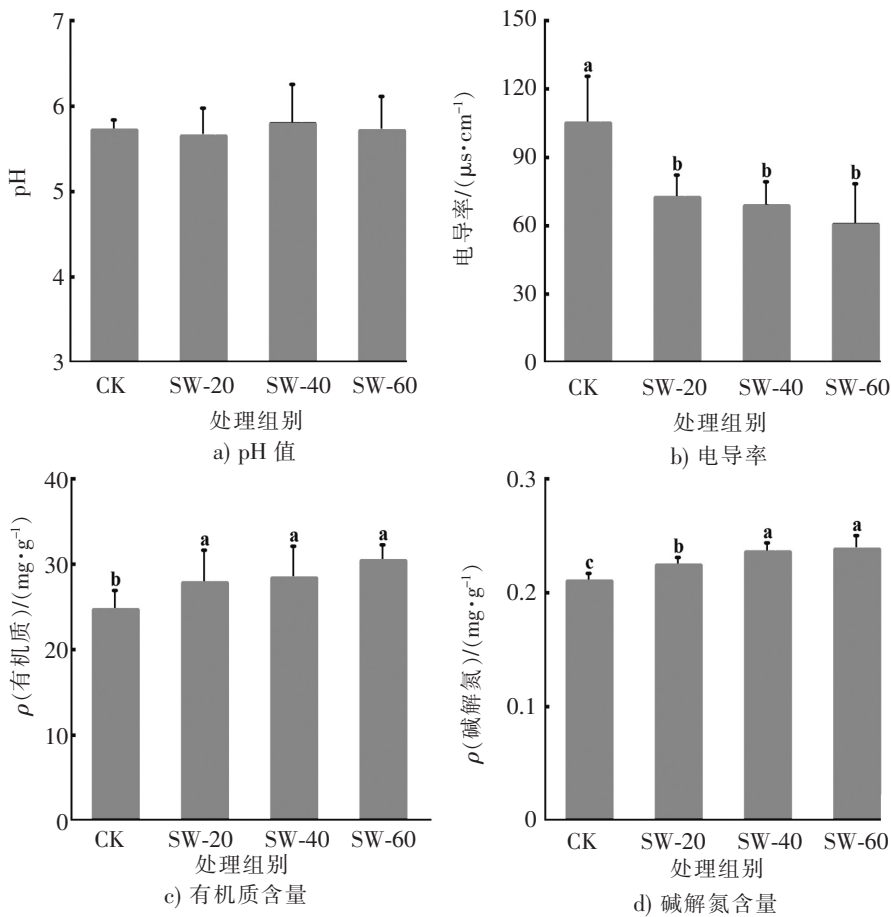 7
6
5
4
3
pH
CK
SW-20
SW-40
SW-60
处理组别
a) pH 值
150
120
90
60
30
0
电导率/(μs·cm⁻¹)
a
b
b
b
CK
SW-20
SW-40
SW-60
处理组别
b) 电导率
40
30
20
10
0
ρ(有机质)/(mg·g⁻¹)
b
a
a
a
CK
SW-20
SW-40
SW-60
处理组别
c) 有机质含量
0.3
0.2
0.1
0
ρ(碱解氮)/(mg·g⁻¹)
c
b
a
a
CK
SW-20
SW-40
SW-60
处理组别
d) 碱解氮含量